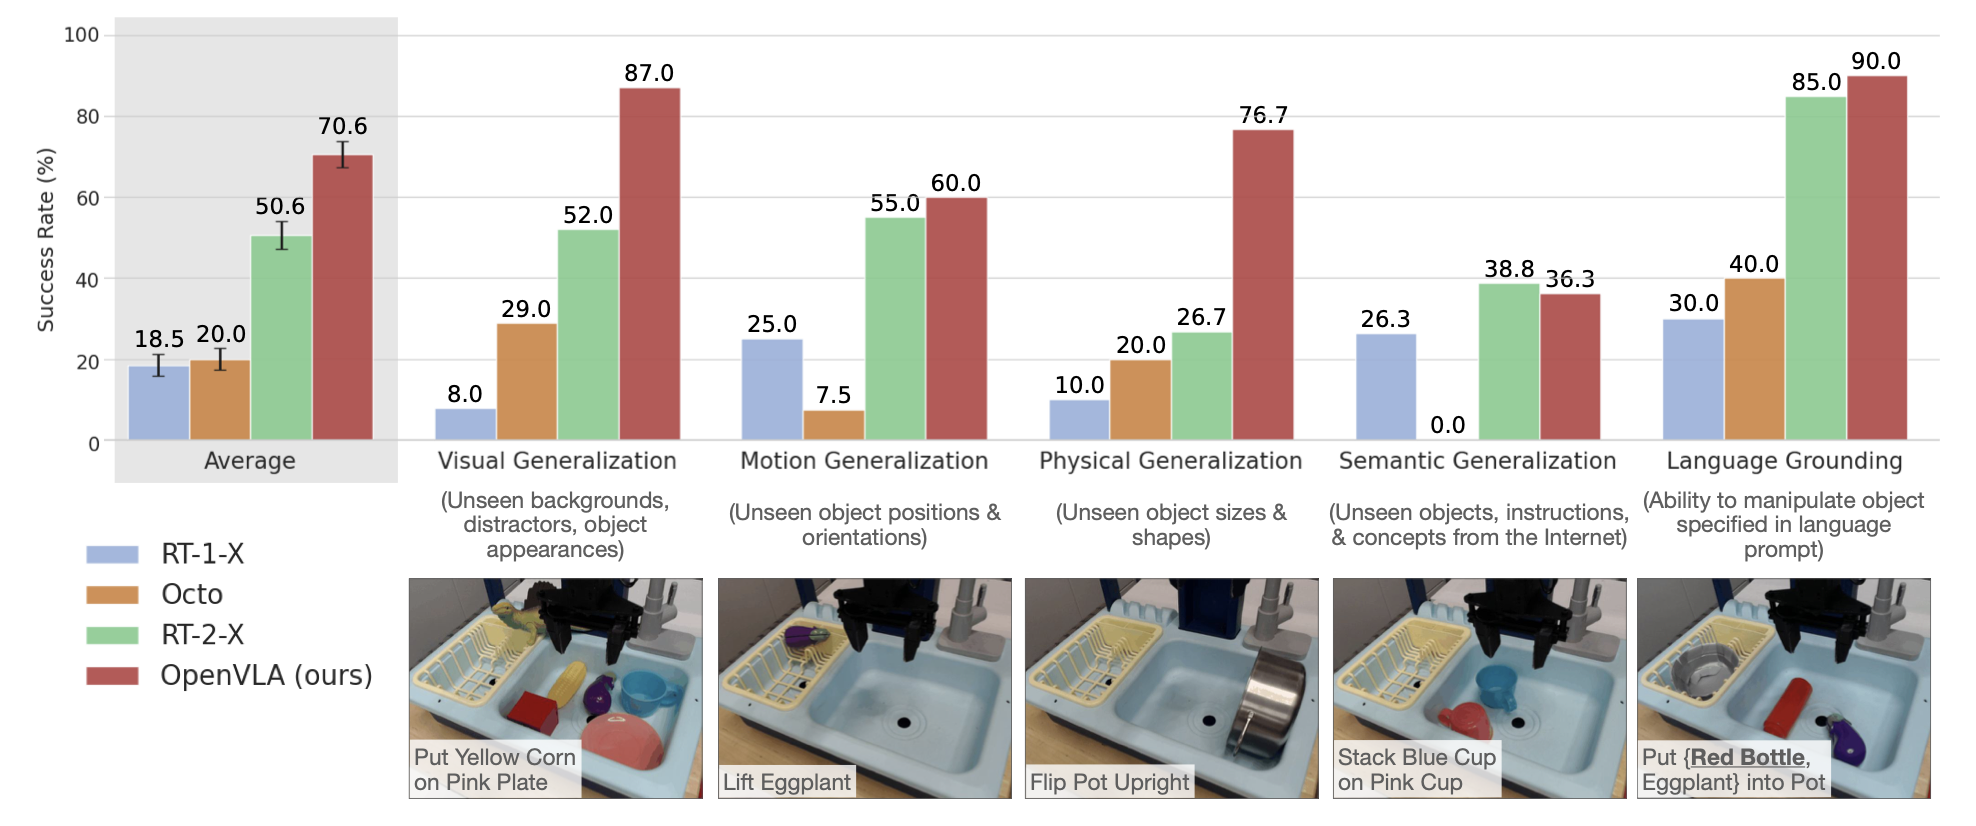 100
80
60
40
20
0
Success Rate (%)
18.5
20.0
50.6
70.6
8.0
29.0
52.0
87.0
25.0
7.5
55.0
60.0
10.0
20.0
26.7
76.7
26.3
0.0
38.8
36.3
30.0
40.0
85.0
90.0
Average
Visual Generalization
(Unseen backgrounds,
distractors, object
appearances)
Motion Generalization
(Unseen object positions &
orientations)
Physical Generalization
(Unseen object sizes &
shapes)
Semantic Generalization
(Unseen objects, instructions,
& concepts from the Internet)
Language Grounding
(Ability to manipulate object
specified in language
prompt)
RT-1-X
Octo
RT-2-X
OpenVLA (ours)
Put Yellow Corn
on Pink Plate
Lift Eggplant
Flip Pot Upright
Stack Blue Cup
on Pink Cup
Put {Red Bottle,
Eggplant} into Pot